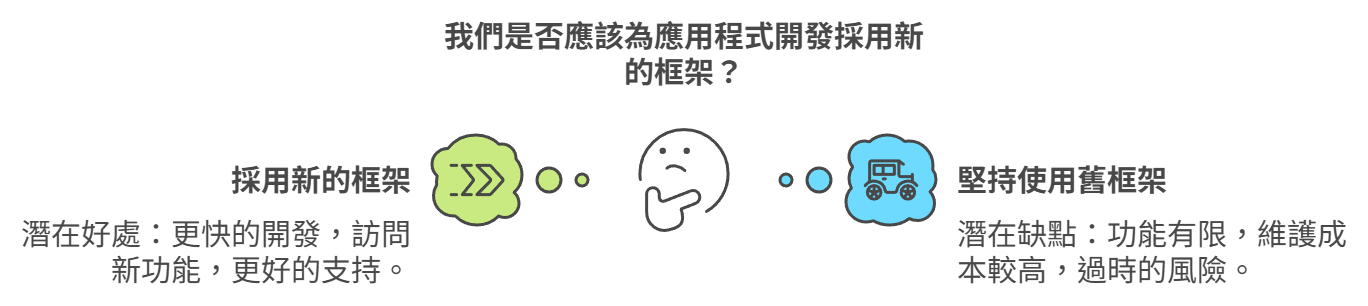 我們是否應該為應用程式開發採用新
的框架？
採用新的框架
潛在好處：更快的開發，訪問
新功能，更好的支持。
堅持使用舊框架
潛在缺點：功能有限，維護成
本較高，過時的風險。